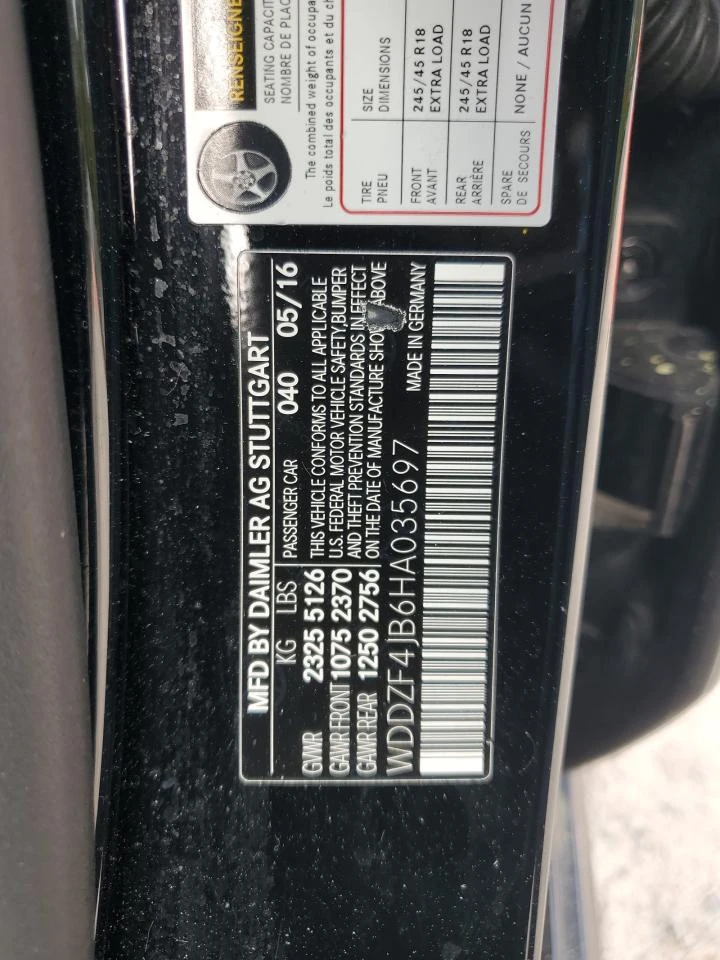 RENSEIGNE
SEATING CAPACIT
NOMBRE DE PLAC
The combined weight of occupa
Le poids total des occupants et du ch
TIRE PNEU
SIZE DIMENSIONS
FRONT AVANT
245/45 R18 EXTRA LOAD
REAR ARRIÈRE
245/45 R18 EXTRA LOAD
SPARE DE SECOURS
NONE / AUCUN
MFD BY DAIMLER AG STUTTGART
KG LBS PASSENGER CAR 040 05/16
GVWR 2325 5126 THIS VEHICLE CONFORMS TO ALL APPLICABLE
GAWR FRONT 1075 2370 U.S. FEDERAL MOTOR VEHICLE SAFETY, BUMPER
AND THEFT PREVENTION STANDARDS IN EFFECT
GAWR REAR 1250 2756 ON THE DATE OF MANUFACTURE ABOVE
WDDZF4JB6HA035697 MADE IN GERMANY